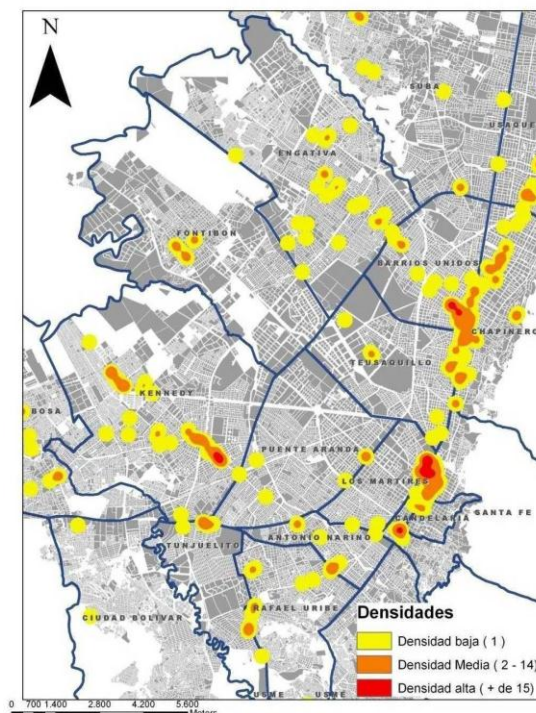 N
SUBA
USAQUE
ENGATIVA
FONTIBON
BARRIOS UNIDOS
CHAPINERO
TEUSAQUILLO
KENNEDY
BOSA
PUENTE ARANDA
LOS MARTIRES
SANTA FE
CANDELARIA
ANTONIO NARIÑO
TUNJUELITO
RAFAEL URIBE
CIUDAD BOLIVAR
USME
USME
Densidades
Densidad baja ( 1 )
Densidad Media ( 2 - 14)
Densidad alta ( + de 15)
0 700 1.400 2.800 4.200 5.600
Meters